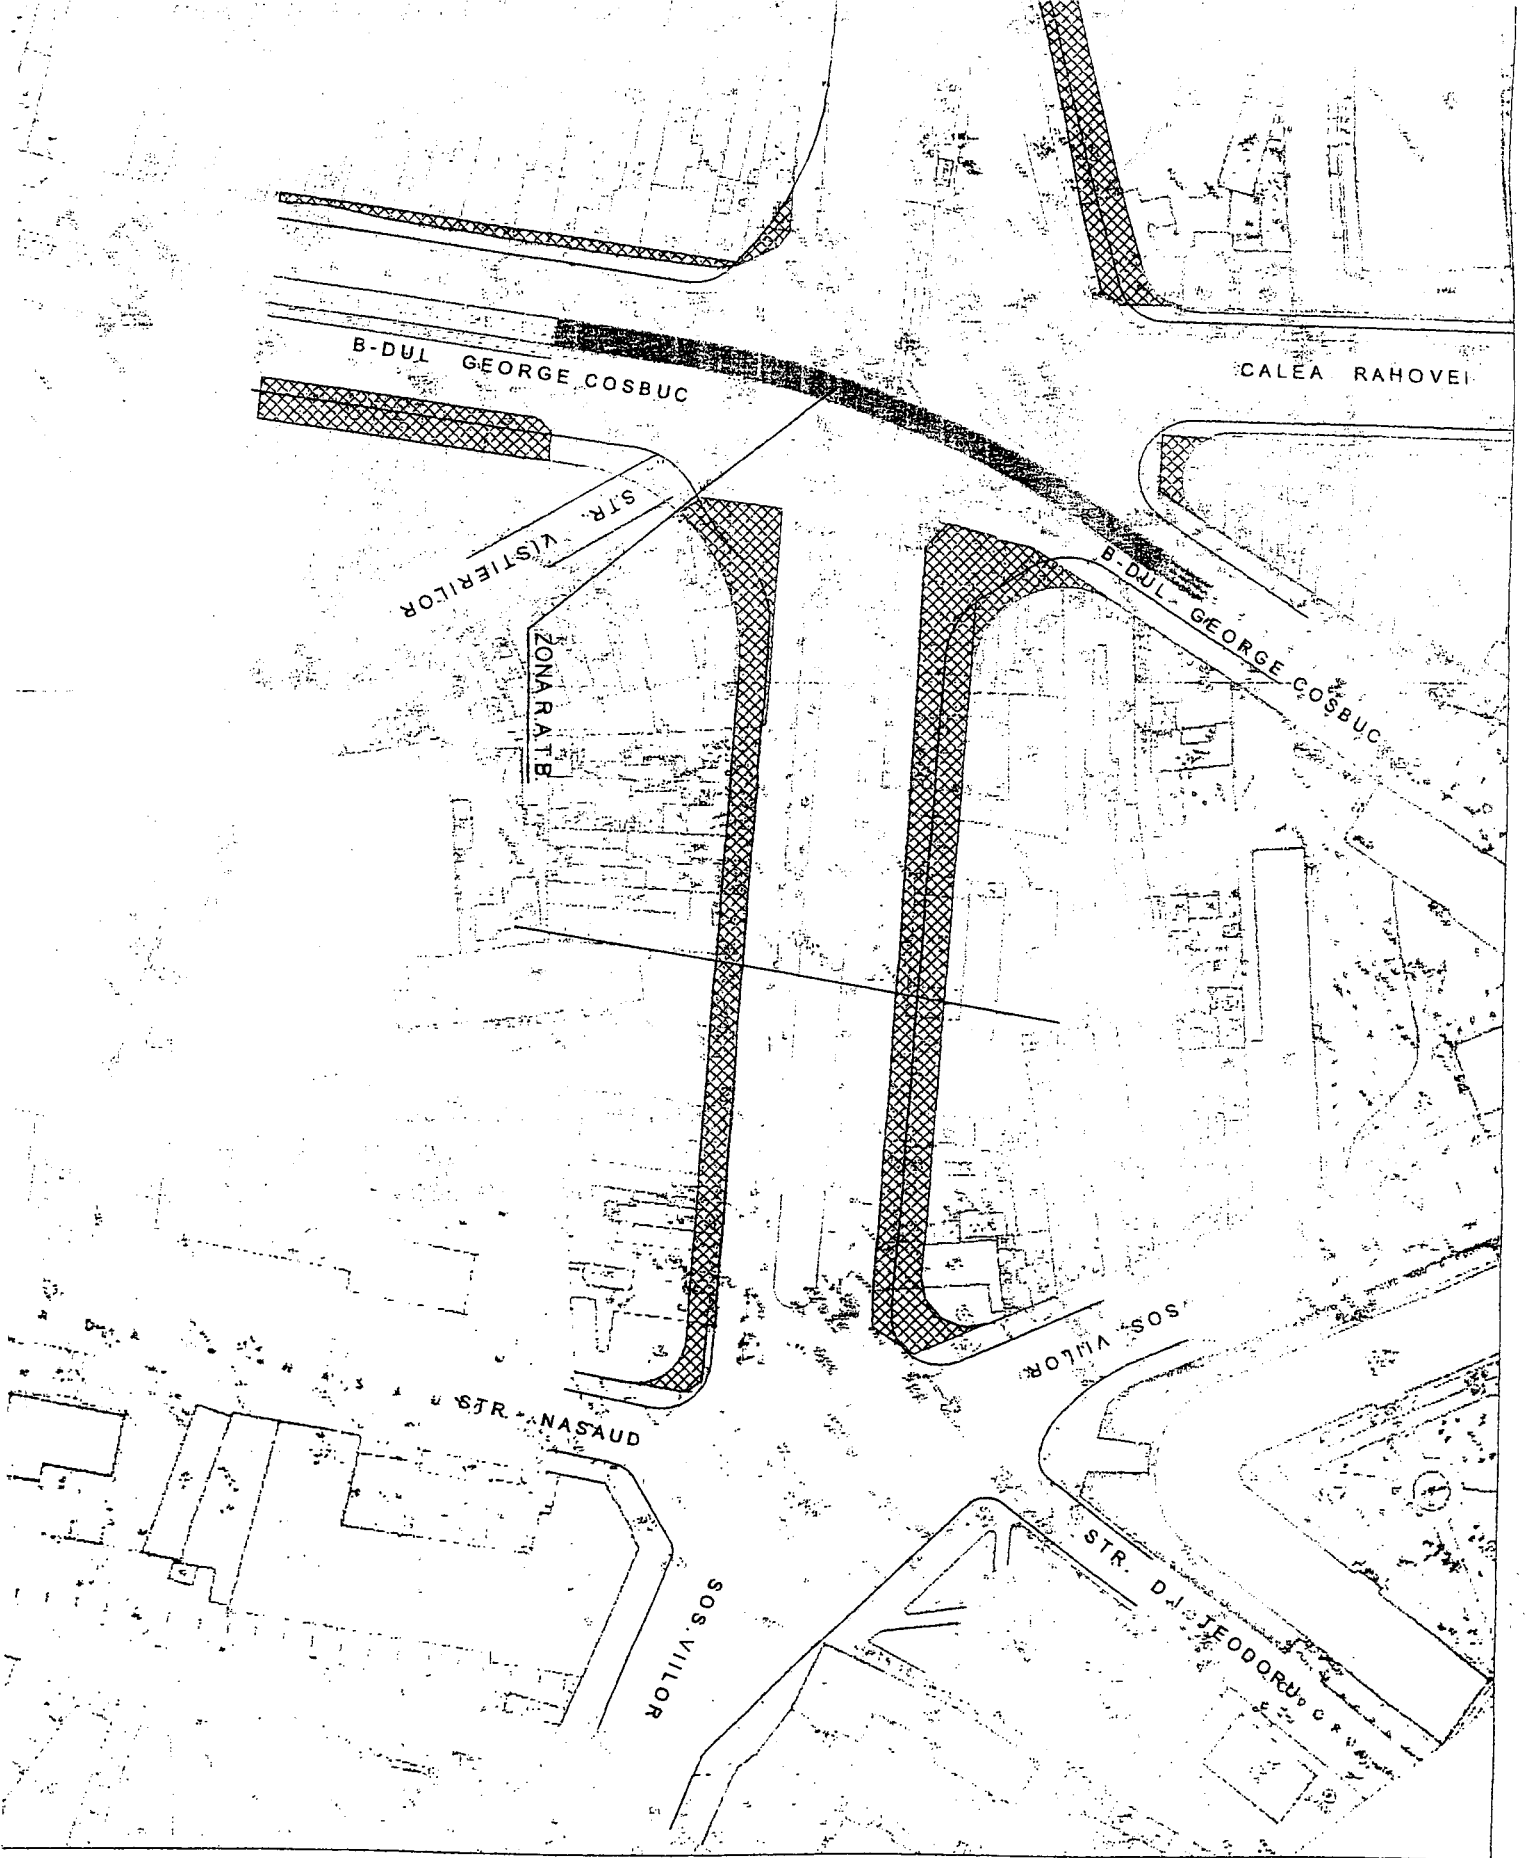 B-DUL GEORGE COSBUC
CALEA RAHOVEI
STR. VISTIERILOR
B-DUL GEORGE COSBUC
ZONA R.A.T.B
SOS. VIILOR
STR. NASAUD
SOS. VIILOR
STR. D.I. TEODORU